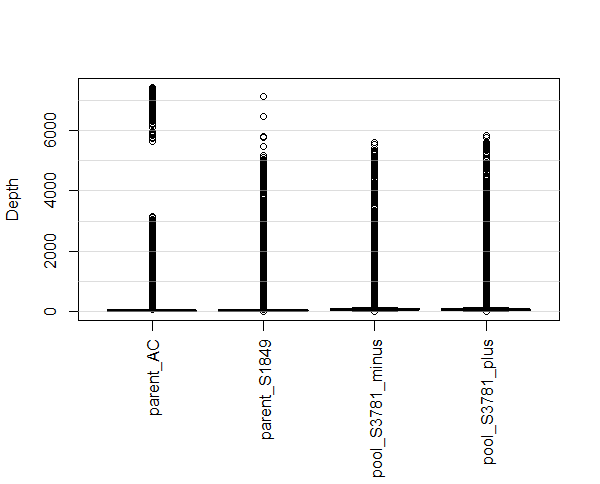 Depth
6000
4000
2000
0
parent_AC
parent_S1849
pool_S3781_minus
pool_S3781_plus